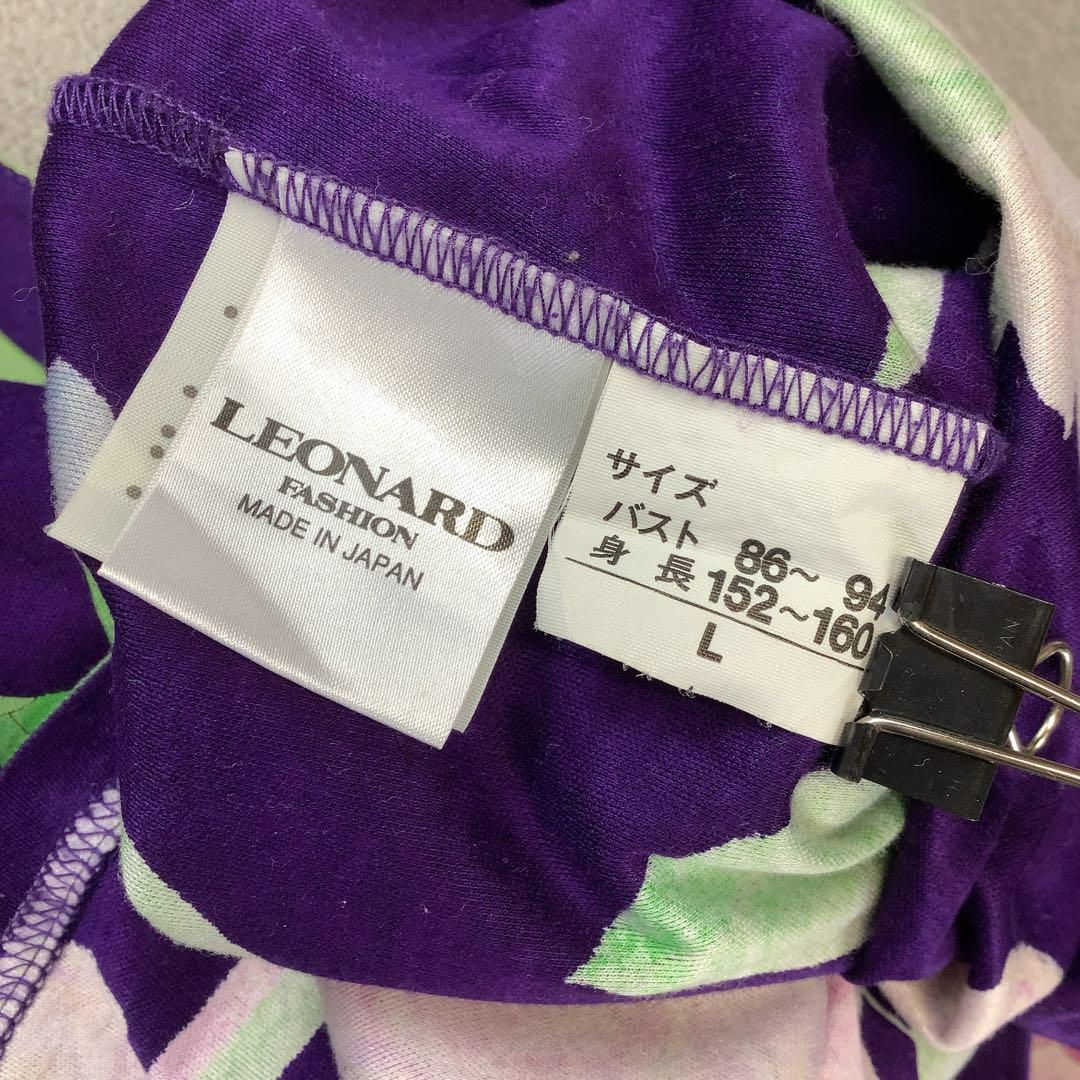 LEONARD
FASHION
MADE IN JAPAN
サイズ
バスト 86～ 94
身 長 152～160
L